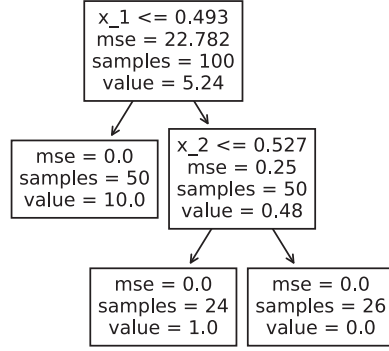 x_1 <= 0.493
mse = 22.782
samples = 100
value = 5.24
mse = 0.0
samples = 50
value = 10.0
x_2 <= 0.527
mse = 0.25
samples = 50
value = 0.48
mse = 0.0
samples = 24
value = 1.0
mse = 0.0
samples = 26
value = 0.0